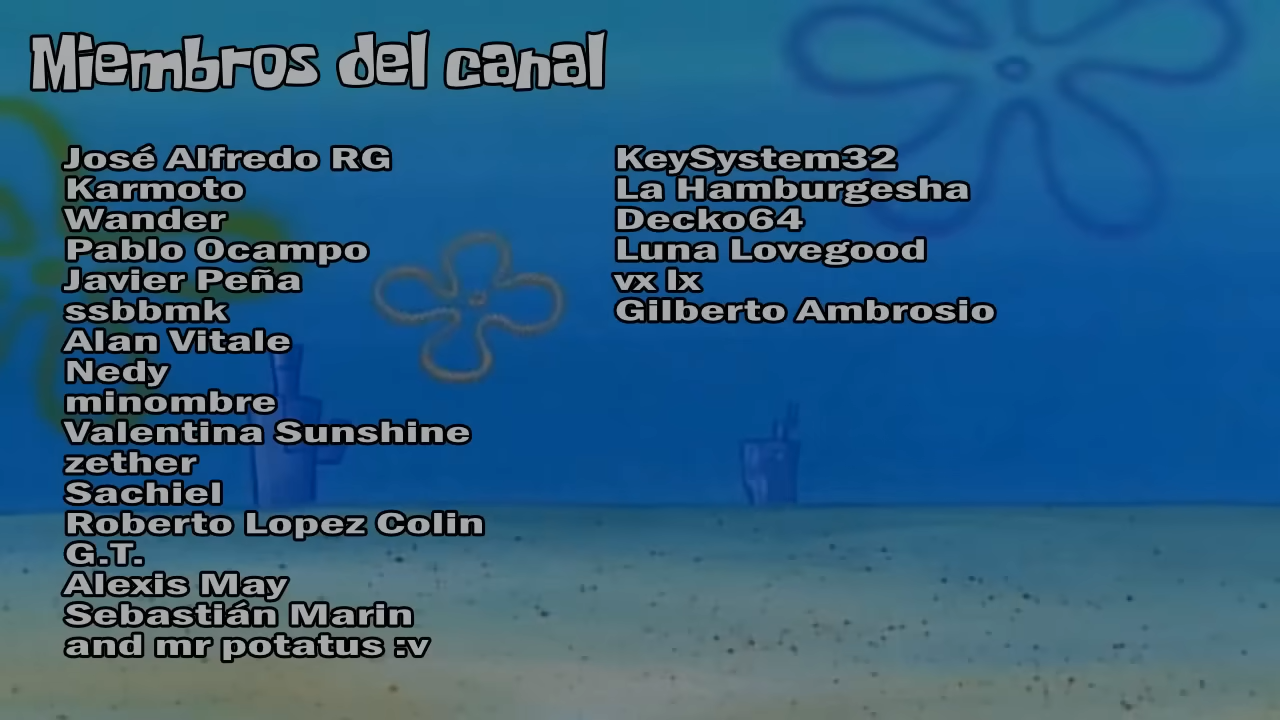 Miembros del canal
José Alfredo RG
Karmoto
Wander
Pablo Ocampo
Javier Peña
ssbbmk
Alan Vitale
Nedy
minombre
Valentina Sunshine
zether
Sachiel
Roberto Lopez Colin
G.T.
Alexis May
Sebastián Marin
and mr potatus :v
KeySystem32
La Hamburgesha
Decko64
Luna Lovegood
vx lx
Gilberto Ambrosio